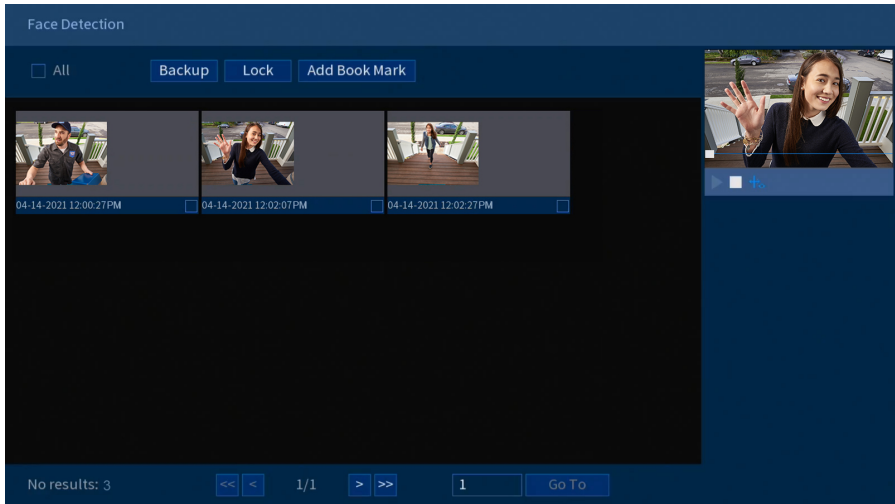 Face Detection
All
Backup
Lock
Add Book Mark
04-14-2021 12:00:27PM
04-14-2021 12:02:07PM
04-14-2021 12:02:27PM
No results: 3
<< <
1/1
> >>
1
Go To